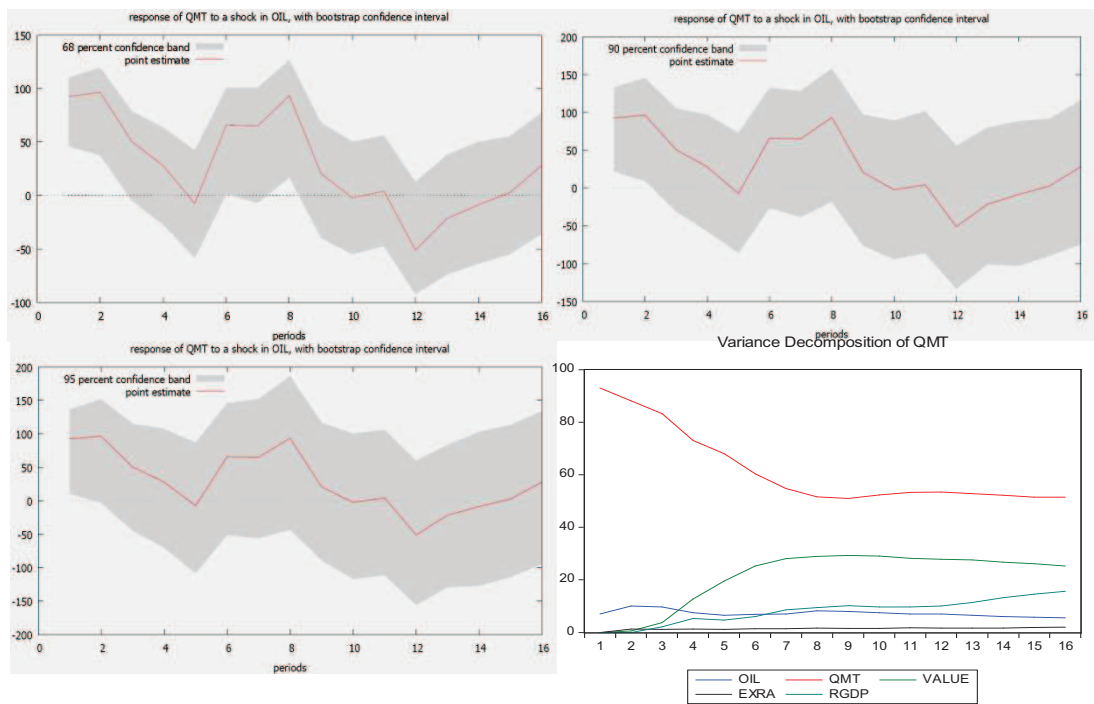 response of QMT to a shock in OIL, with bootstrap confidence interval
150
100
50
0
-50
-100
68 percent confidence band
point estimate
0 2 4 6 8 10 12 14 16
periods
response of QMT to a shock in OIL, with bootstrap confidence interval
200
150
100
50
0
-50
-100
-150
90 percent confidence band
point estimate
0 2 4 6 8 10 12 14 16
periods
response of QMT to a shock in OIL, with bootstrap confidence interval
200
150
100
50
0
-50
-100
-150
-200
95 percent confidence band
point estimate
0 2 4 6 8 10 12 14 16
periods
Variance Decomposition of QMT
100
80
60
40
20
0
1 2 3 4 5 6 7 8 9 10 11 12 13 14 15 16
OIL QMT VALUE
EXRA RGDP